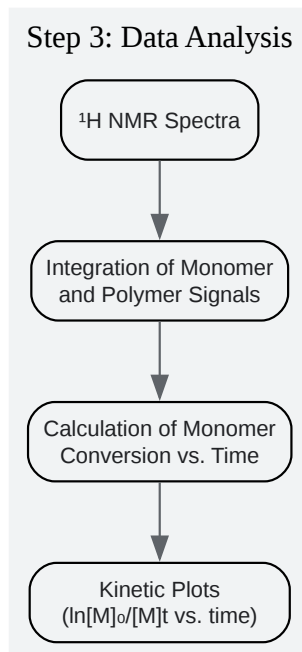 Step 3: Data Analysis
¹H NMR Spectra
Integration of Monomer
and Polymer Signals
Calculation of Monomer
Conversion vs. Time
Kinetic Plots
(ln[M]₀/[M]t vs. time)